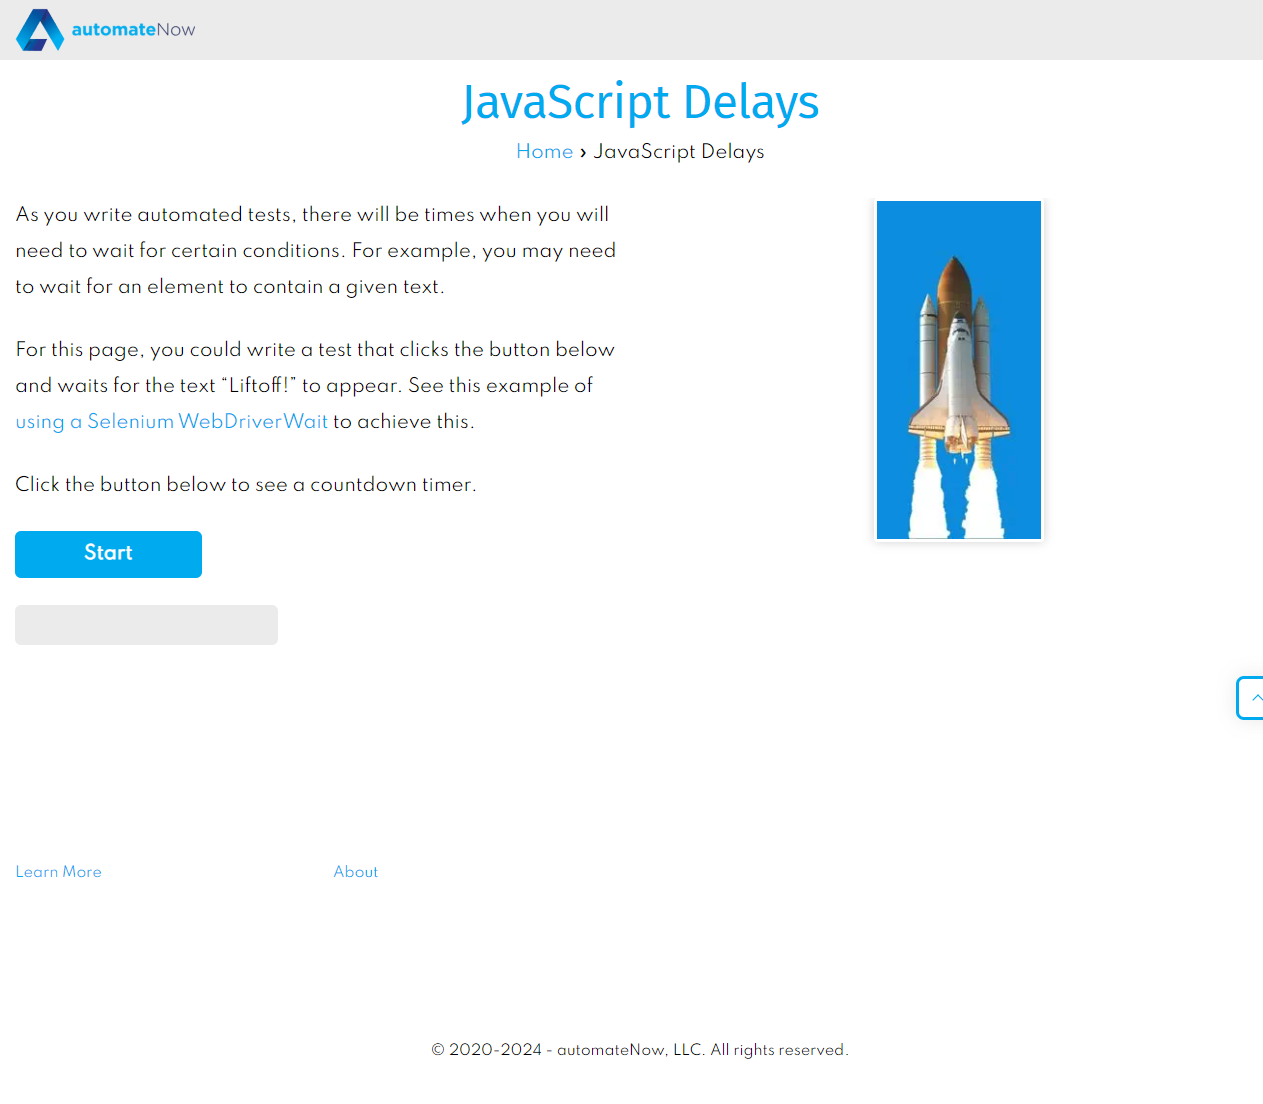 automateNow
JavaScript Delays
Home › JavaScript Delays
As you write automated tests, there will be times when you will
need to wait for certain conditions. For example, you may need
to wait for an element to contain a given text.
For this page, you could write a test that clicks the button below
and waits for the text “Liftoff!” to appear. See this example of
using a Selenium WebDriverWait to achieve this.
Click the button below to see a countdown timer.
Start
Learn More
About
© 2020-2024 - automateNow, LLC. All rights reserved.